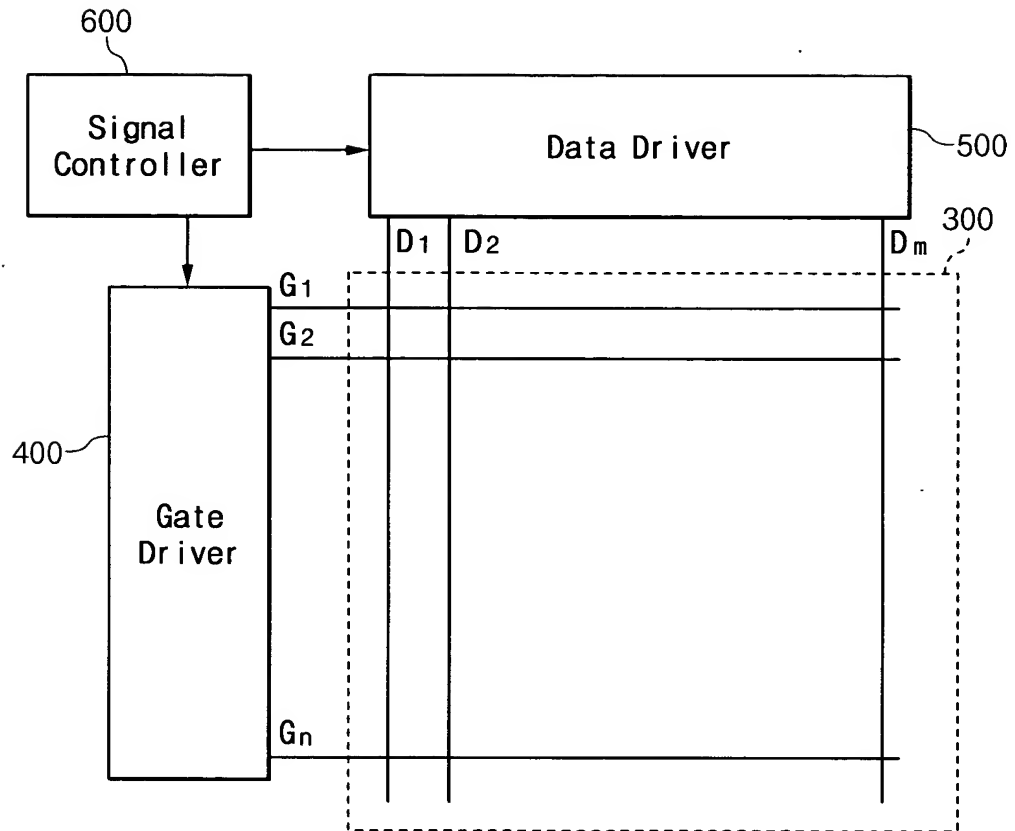 600
Signal
Controller
Data Driver
500
300
D1
D2
Dm
G1
G2
400
Gate
Driver
Gn